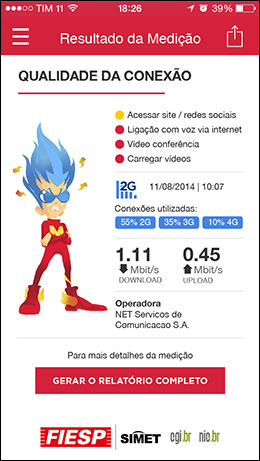 TIM 11 18:26 39%
Resultado da Medição
QUALIDADE DA CONEXÃO
Acessar site / redes sociais
Ligação com voz via internet
Vídeo conferência
Carregar vídeos
2G 11/08/2014 | 10:07
Conexões utilizadas:
55% 2G 35% 3G 10% 4G
1.11 0.45
Mbit/s Mbit/s
DOWNLOAD UPLOAD
Operadora
NET Servicos de
Comunicacao S.A.
Para mais detalhes da medição
GERAR O RELATÓRIO COMPLETO
FIESP SIMET cgi.br nic.br